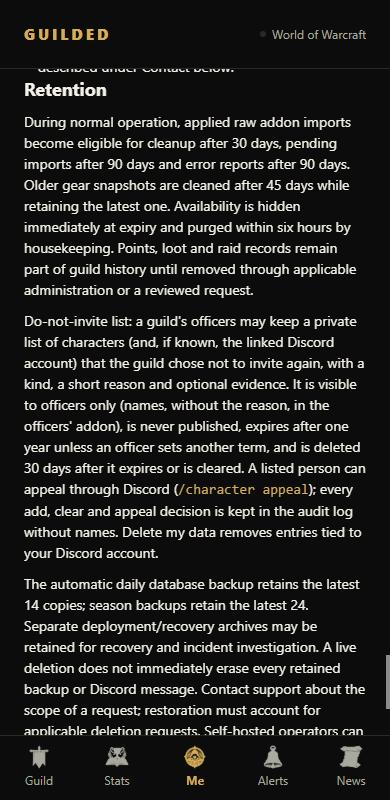 GUILDED
World of Warcraft
described under Contact below.
Retention
During normal operation, applied raw addon imports
become eligible for cleanup after 30 days, pending
imports after 90 days and error reports after 90 days.
Older gear snapshots are cleaned after 45 days while
retaining the latest one. Availability is hidden
immediately at expiry and purged within six hours by
housekeeping. Points, loot and raid records remain
part of guild history until removed through applicable
administration or a reviewed request.
Do-not-invite list: a guild's officers may keep a private
list of characters (and, if known, the linked Discord
account) that the guild chose not to invite again, with a
kind, a short reason and optional evidence. It is visible
to officers only (names, without the reason, in the
officers' addon), is never published, expires after one
year unless an officer sets another term, and is deleted
30 days after it expires or is cleared. A listed person can
appeal through Discord (/character appeal); every
add, clear and appeal decision is kept in the audit log
without names. Delete my data removes entries tied to
your Discord account.
The automatic daily database backup retains the latest
14 copies; season backups retain the latest 24.
Separate deployment/recovery archives may be
retained for recovery and incident investigation. A live
deletion does not immediately erase every retained
backup or Discord message. Contact support about the
scope of a request; restoration must account for
applicable deletion requests. Self-hosted operators can
Guild
Stats
Me
Alerts
News